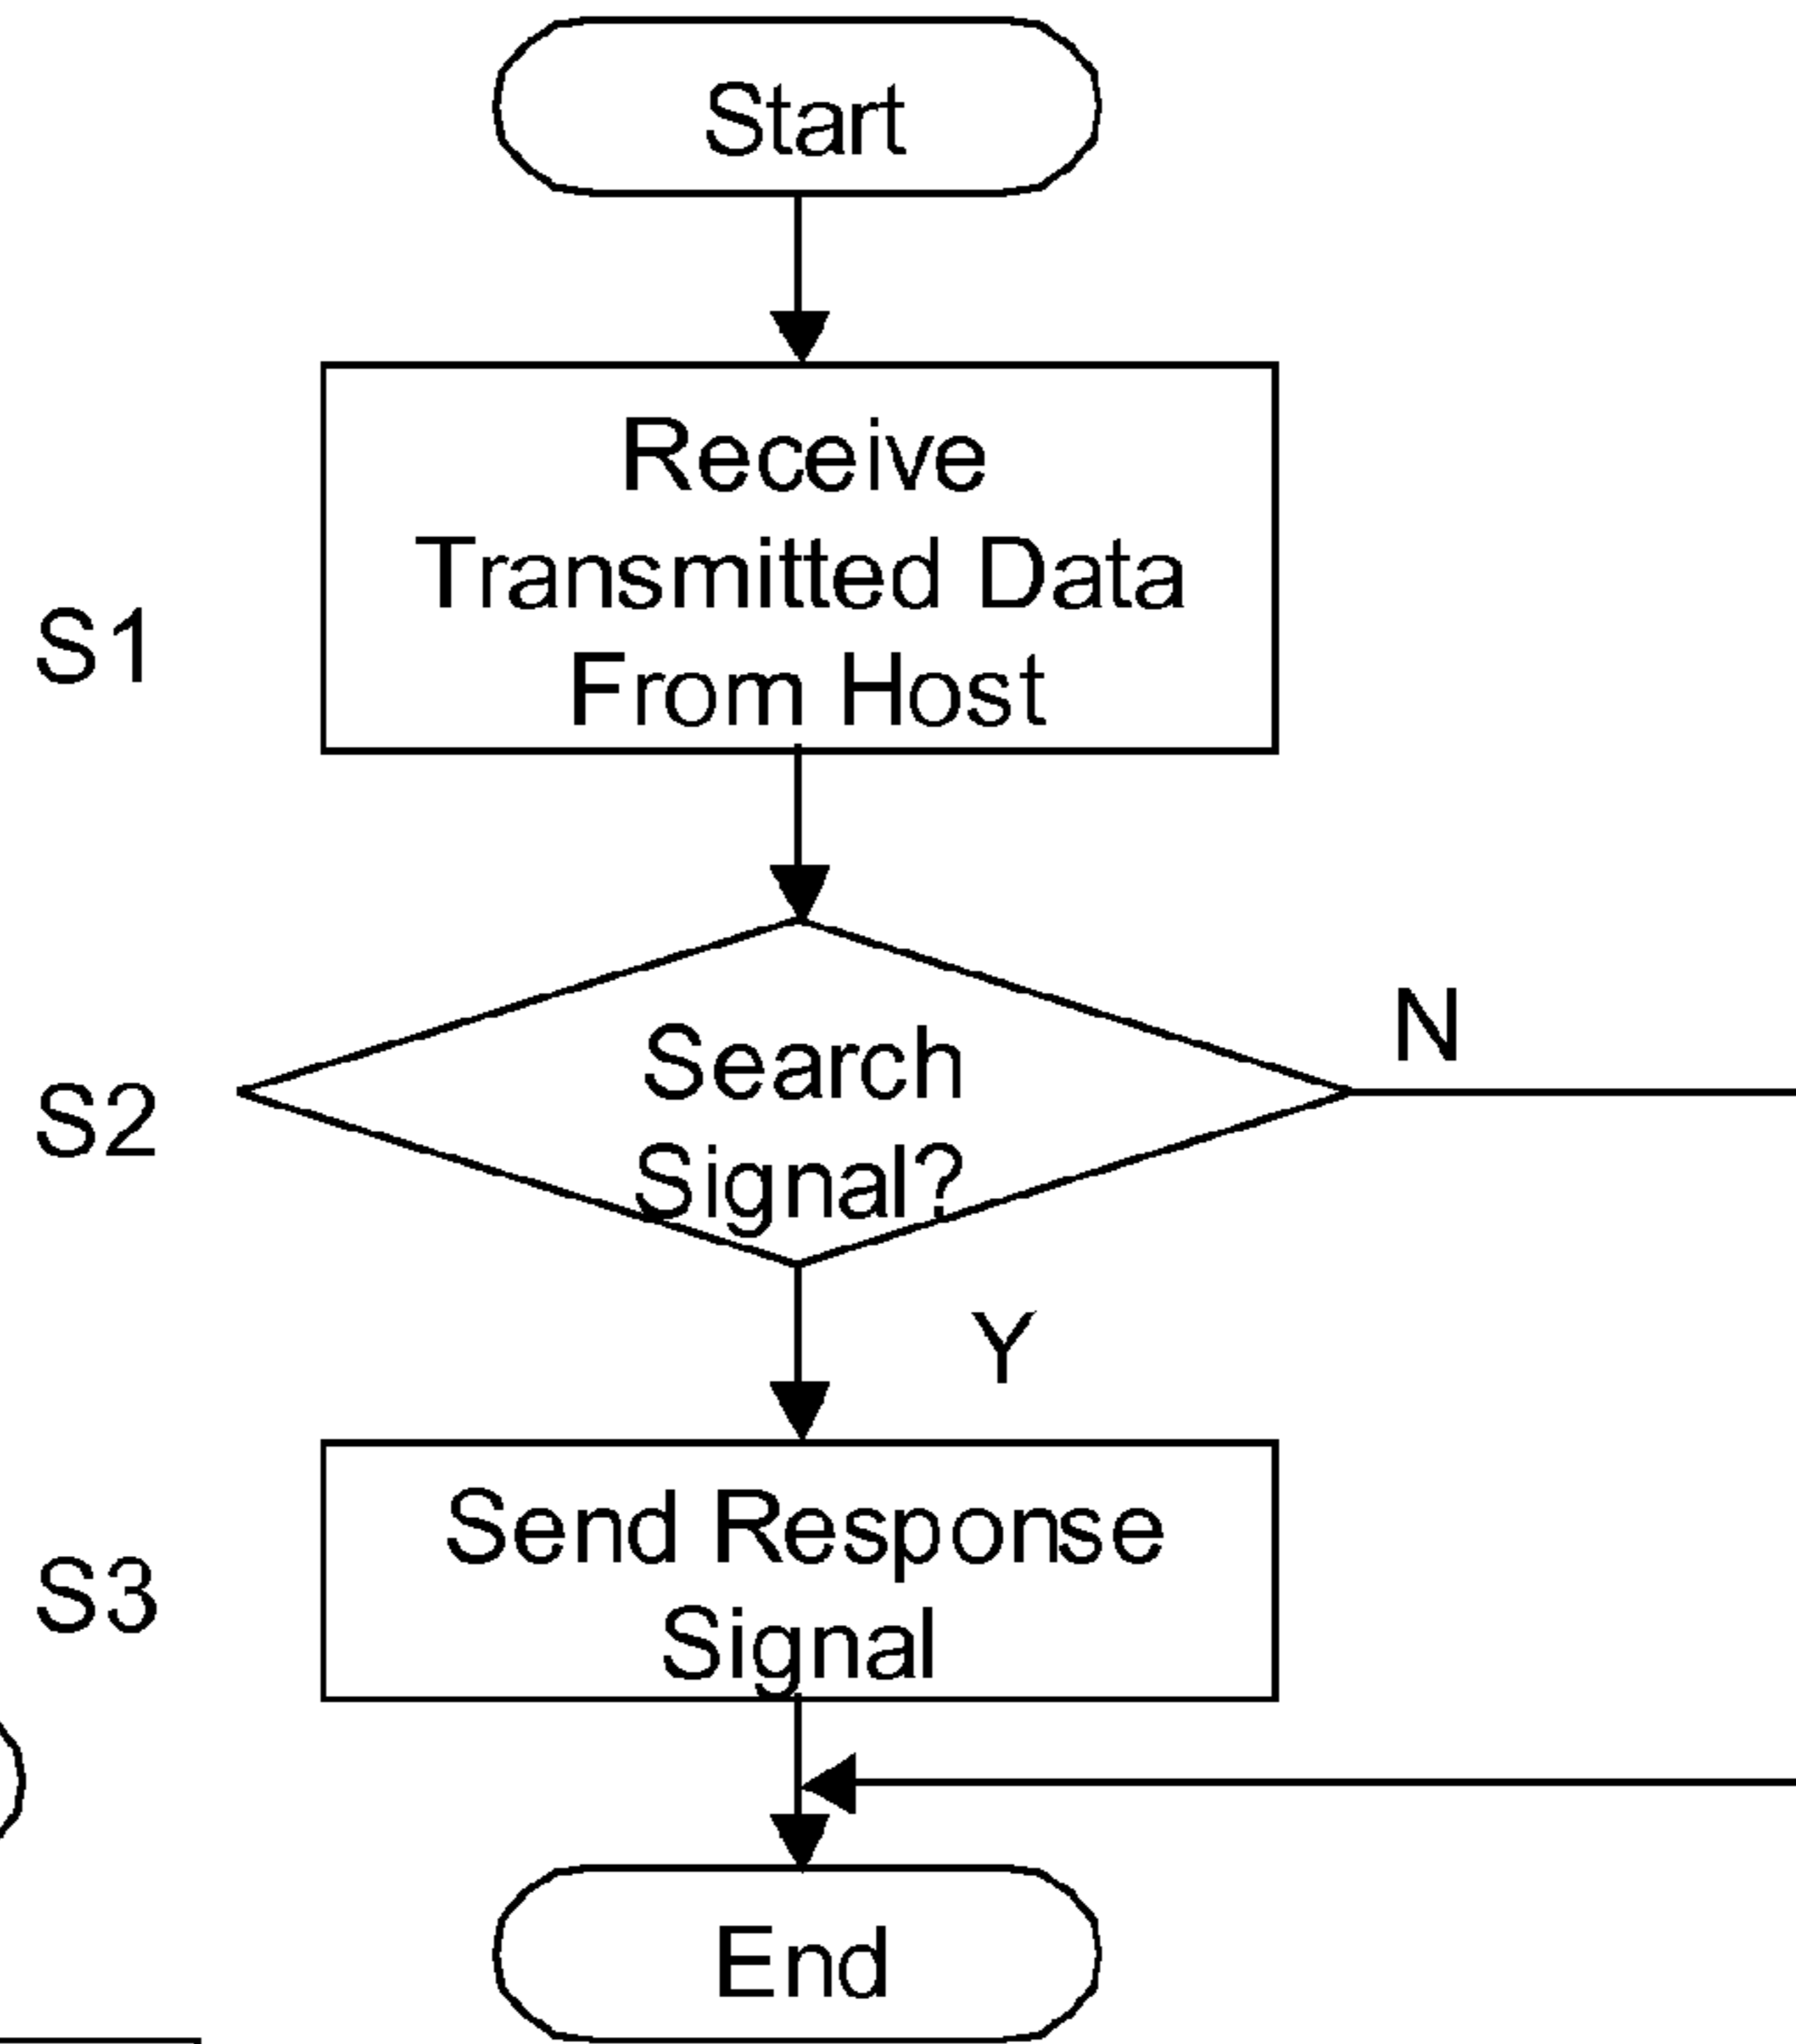 Start
Receive
Transmitted Data
From Host
S1
Search
Signal?
N
S2
Y
Send Response
Signal
S3
End